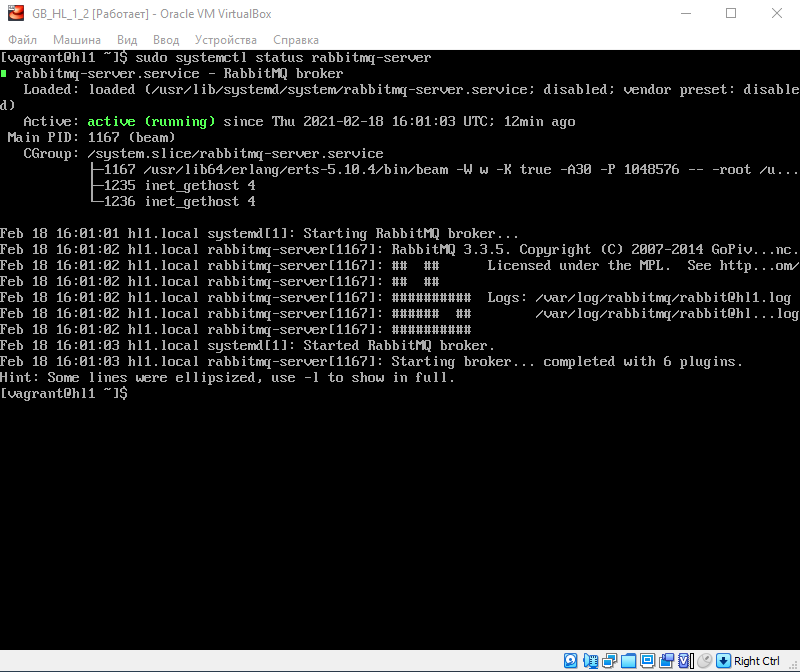 GB_HL_1_2 [Работает] - Oracle VM VirtualBox
Файл Машина Вид Ввод Устройства Справка
[vagrant@hl1 ~]$ sudo systemctl status rabbitmq-server
rabbitmq-server.service - RabbitMQ broker
Loaded: loaded (/usr/lib/systemd/system/rabbitmq-server.service; disabled; vendor preset: disable
d)
Active: active (running) since Thu 2021-02-18 16:01:03 UTC; 12min ago
Main PID: 1167 (beam)
CGroup: /system.slice/rabbitmq-server.service
├─1167 /usr/lib64/erlang/erts-5.10.4/bin/beam -W w -K true -A30 -P 1048576 -- -root /u...
├─1235 inet_gethost 4
└─1236 inet_gethost 4
Feb 18 16:01:01 hl1.local systemd[1]: Starting RabbitMQ broker...
Feb 18 16:01:02 hl1.local rabbitmq-server[1167]: RabbitMQ 3.3.5. Copyright (C) 2007-2014 GoPiv...nc.
Feb 18 16:01:02 hl1.local rabbitmq-server[1167]: ##  ##      Licensed under the MPL.  See http...om/
Feb 18 16:01:02 hl1.local rabbitmq-server[1167]: ##  ##
Feb 18 16:01:02 hl1.local rabbitmq-server[1167]: ##########  Logs: /var/log/rabbitmq/rabbit@hl1.log
Feb 18 16:01:02 hl1.local rabbitmq-server[1167]: ######  ##        /var/log/rabbitmq/rabbit@hl...log
Feb 18 16:01:02 hl1.local rabbitmq-server[1167]: ##########
Feb 18 16:01:03 hl1.local systemd[1]: Started RabbitMQ broker.
Feb 18 16:01:03 hl1.local rabbitmq-server[1167]: Starting broker... completed with 6 plugins.
Hint: Some lines were ellipsized, use -l to show in full.
[vagrant@hl1 ~]$
Right Ctrl